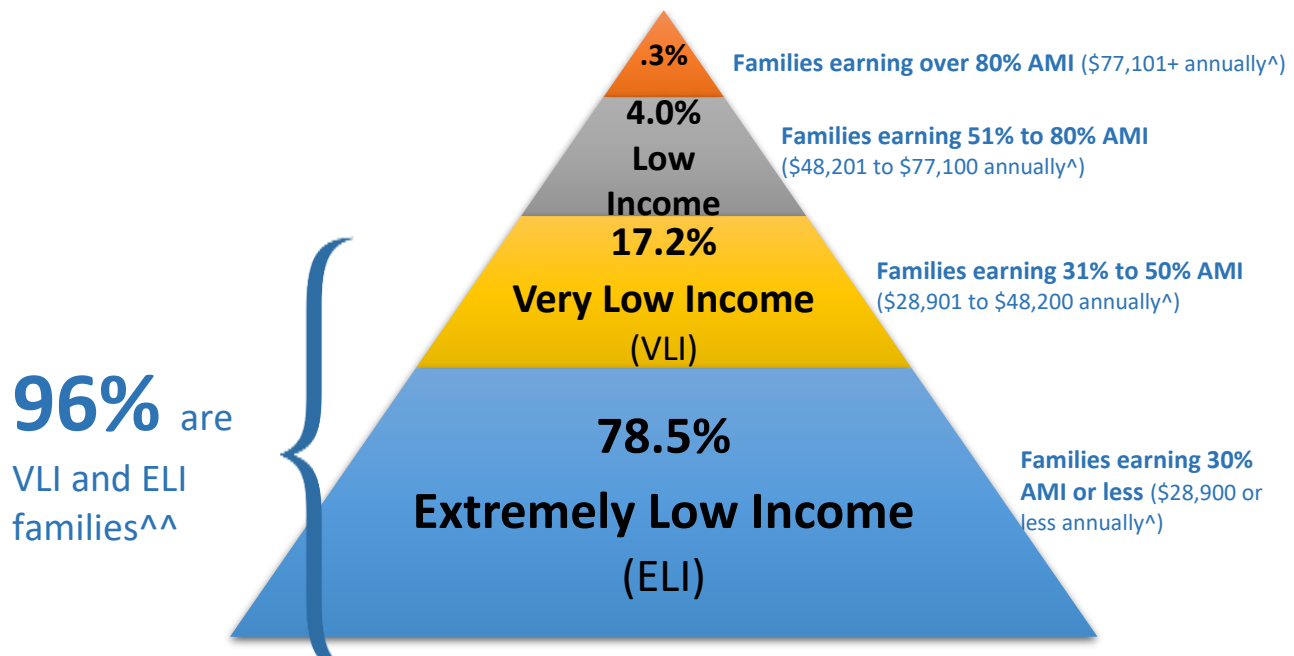 .3%
Families earning over 80% AMI ($77,101+ annually^)
4.0%
Low
Income
Families earning 51% to 80% AMI
($48,201 to $77,100 annually^)
17.2%
Very Low Income
(VLI)
Families earning 31% to 50% AMI
($28,901 to $48,200 annually^)
96% are
VLI and ELI
families^^
78.5%
Extremely Low Income
(ELI)
Families earning 30%
AMI or less ($28,900 or
less annually^)